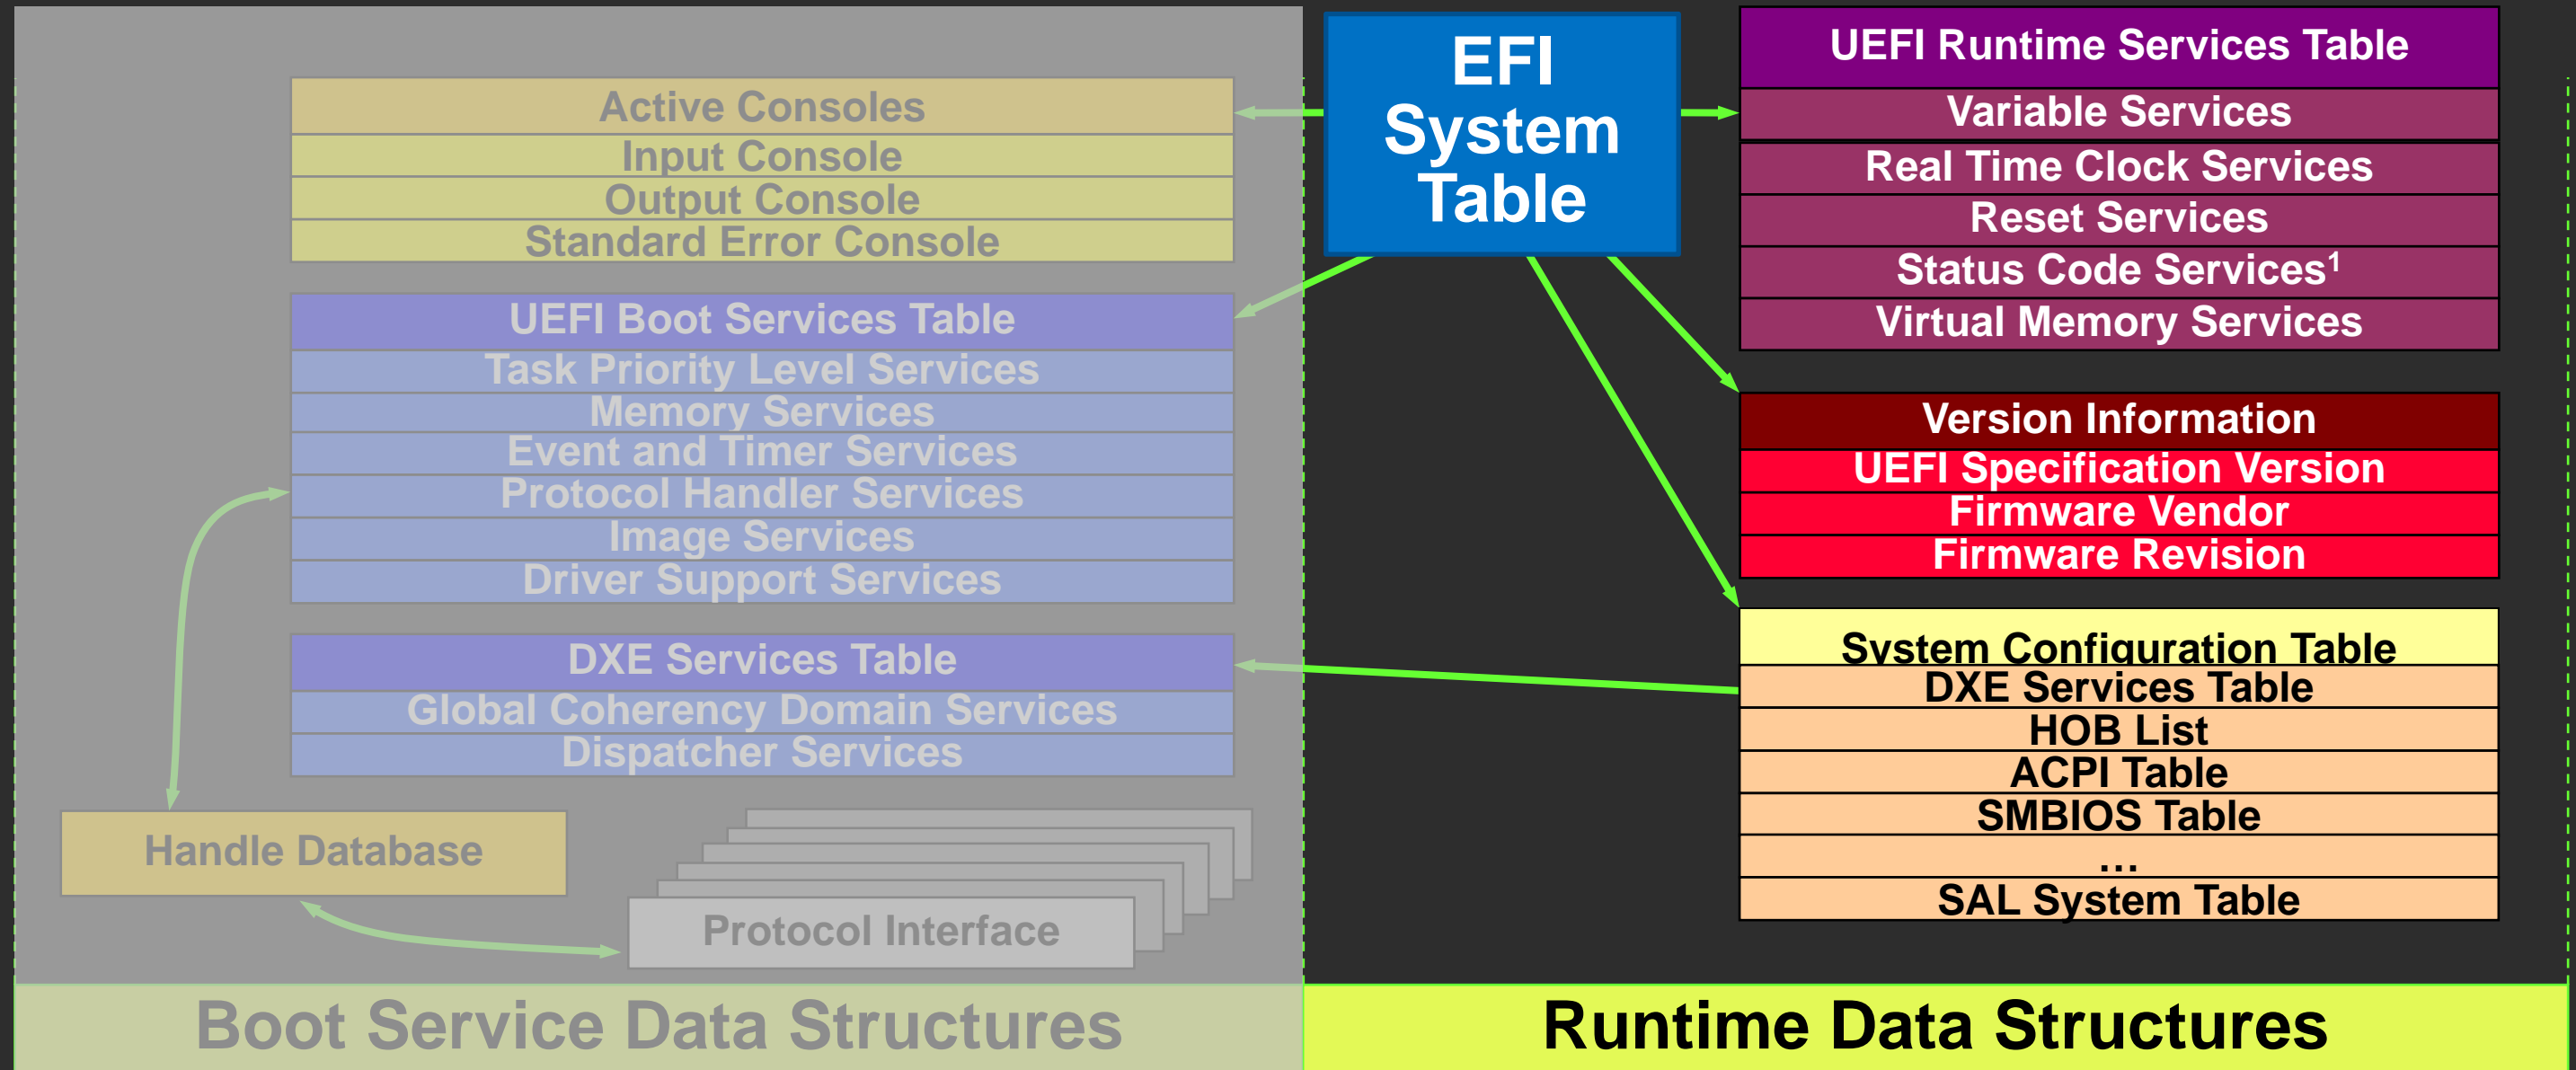 EFI
System
Table
Active Consoles
Input Console
Output Console
Standard Error Console
UEFI Boot Services Table
Task Priority Level Services
Memory Services
Event and Timer Services
Protocol Handler Services
Image Services
Driver Support Services
DXE Services Table
Global Coherency Domain Services
Dispatcher Services
Handle Database
Protocol Interface
Boot Service Data Structures
UEFI Runtime Services Table
Variable Services
Real Time Clock Services
Reset Services
Status Code Services¹
Virtual Memory Services
Version Information
UEFI Specification Version
Firmware Vendor
Firmware Revision
System Configuration Table
DXE Services Table
HOB List
ACPI Table
SMBIOS Table
…
SAL System Table
Runtime Data Structures